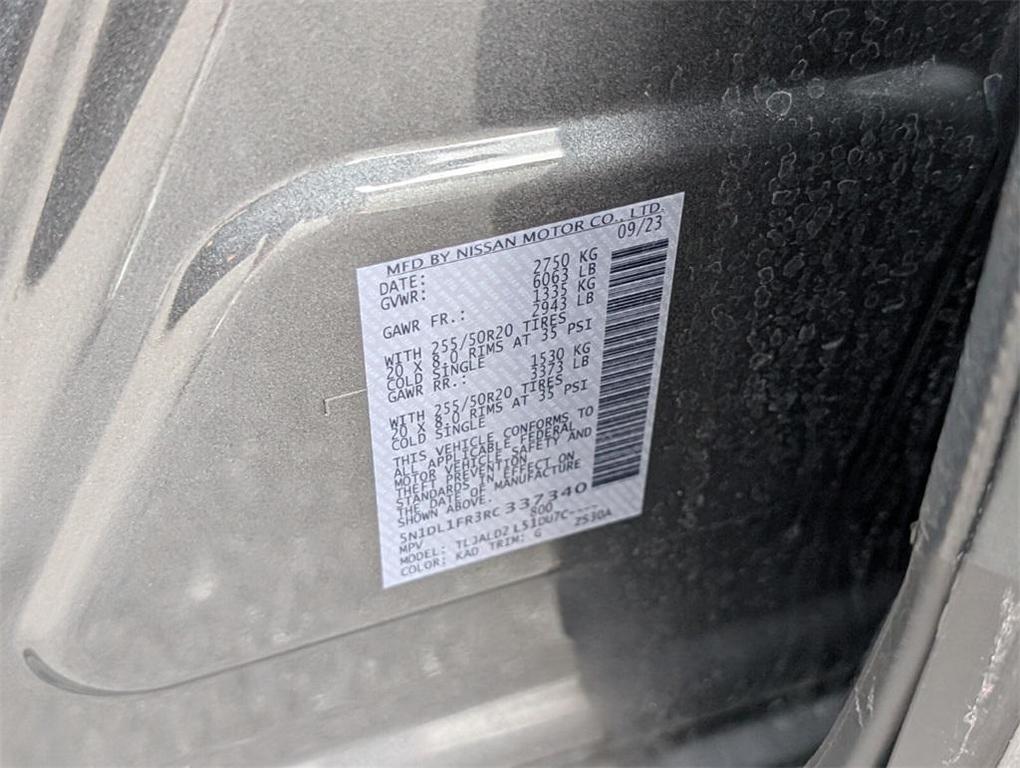 MFD BY NISSAN MOTOR CO., LTD.
DATE: 09/23
GVWR: 2750 KG
6063 LB
GAWR FR.: 1335 KG
2943 LB
WITH 255/50R20 TIRES
20 X 8.0 RIMS AT 35 PSI
COLD SINGLE
GAWR RR.: 1530 KG
3373 LB
WITH 255/50R20 TIRES
20 X 8.0 RIMS AT 35 PSI
COLD SINGLE
THIS VEHICLE CONFORMS TO
ALL APPLICABLE FEDERAL
MOTOR VEHICLE SAFETY AND
THEFT PREVENTION
STANDARDS IN EFFECT ON
THE DATE OF MANUFACTURE
SHOWN ABOVE.
5N1DL1FR3RC 337340
MPV 800
MODEL: TLJALD2 L51DU7C----
COLOR: KAD TRIM: G ZS30A